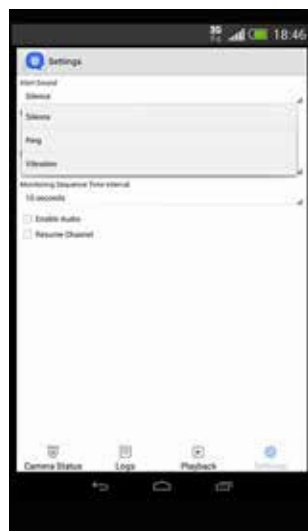 3G
18:46
Settings
Alert Sound
Silence
Silence
Ring
Vibration
Monitoring Sequence Time Interval
10 seconds
Enable Audio
Resume Channel
Camera Status Logs Playback Settings